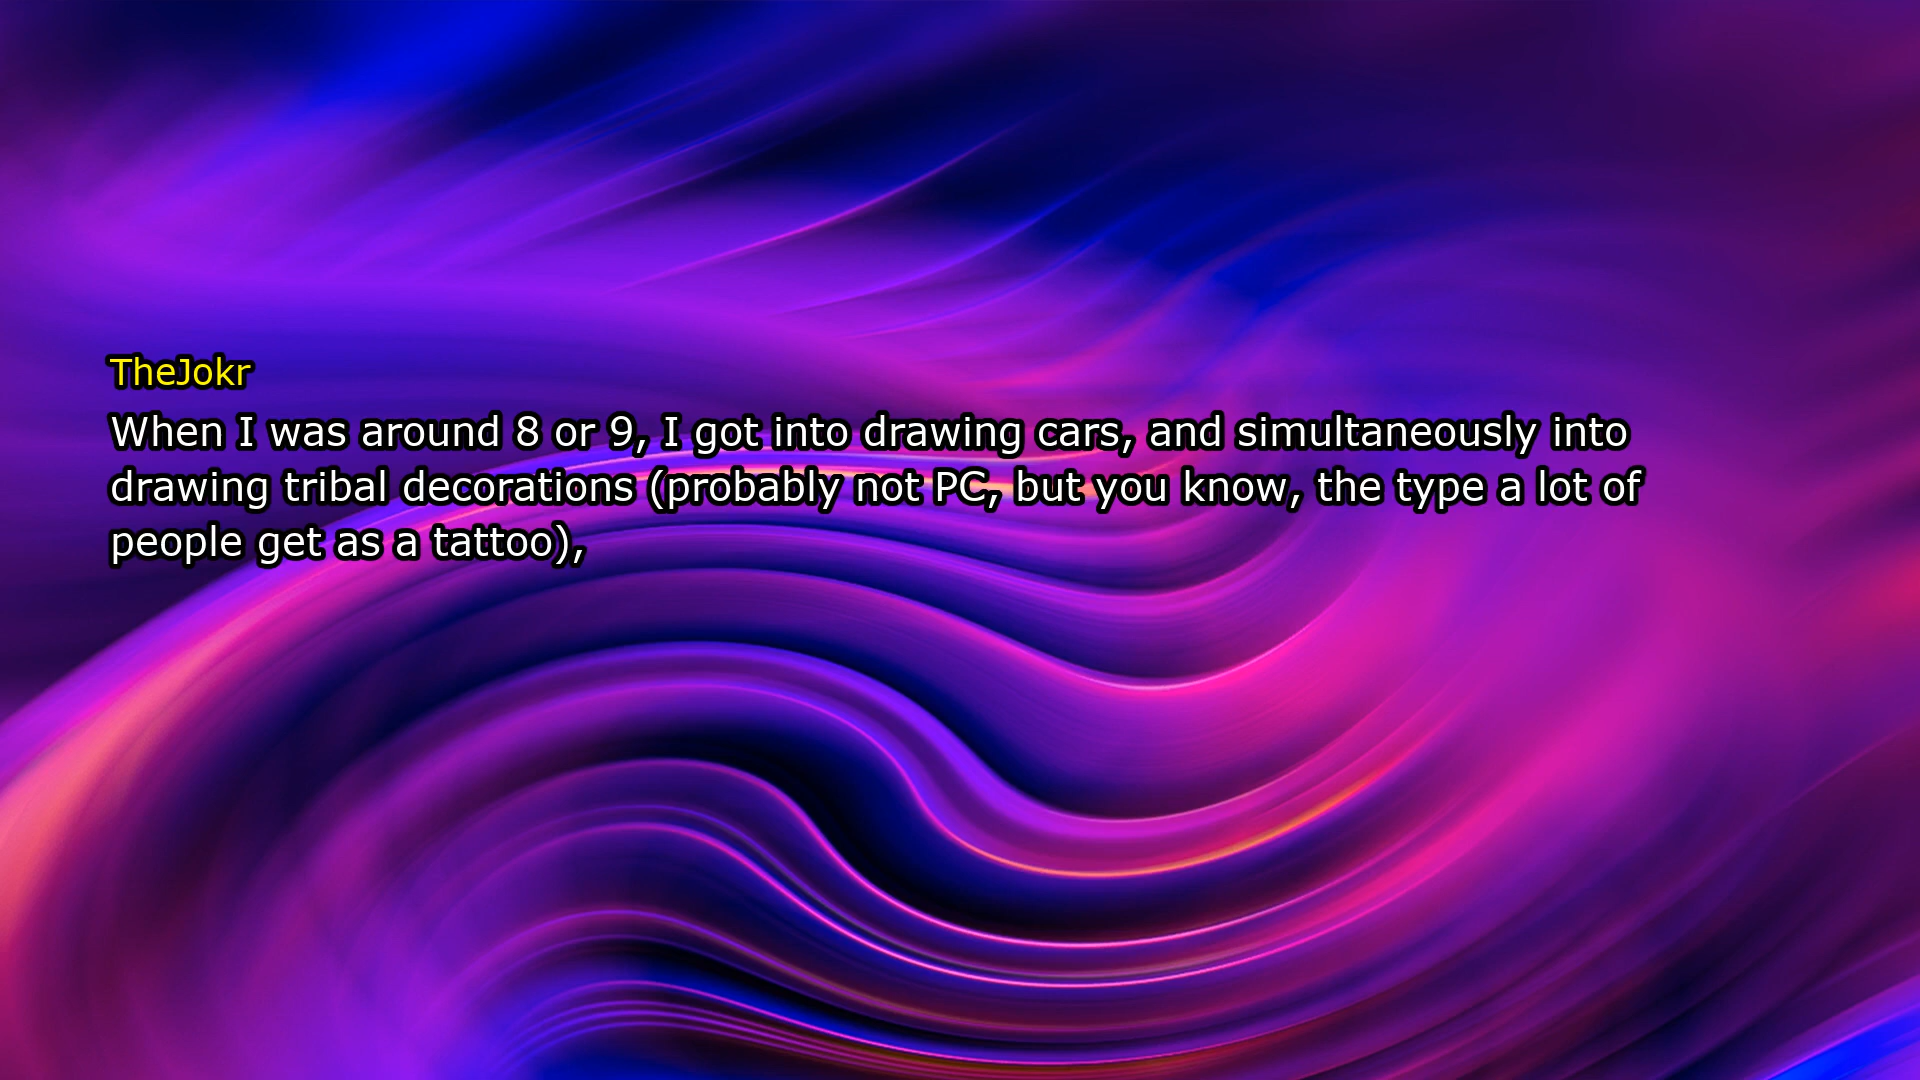 TheJokr
When I was around 8 or 9, I got into drawing cars, and simultaneously into
drawing tribal decorations (probably not PC, but you know, the type a lot of
people get as a tattoo),